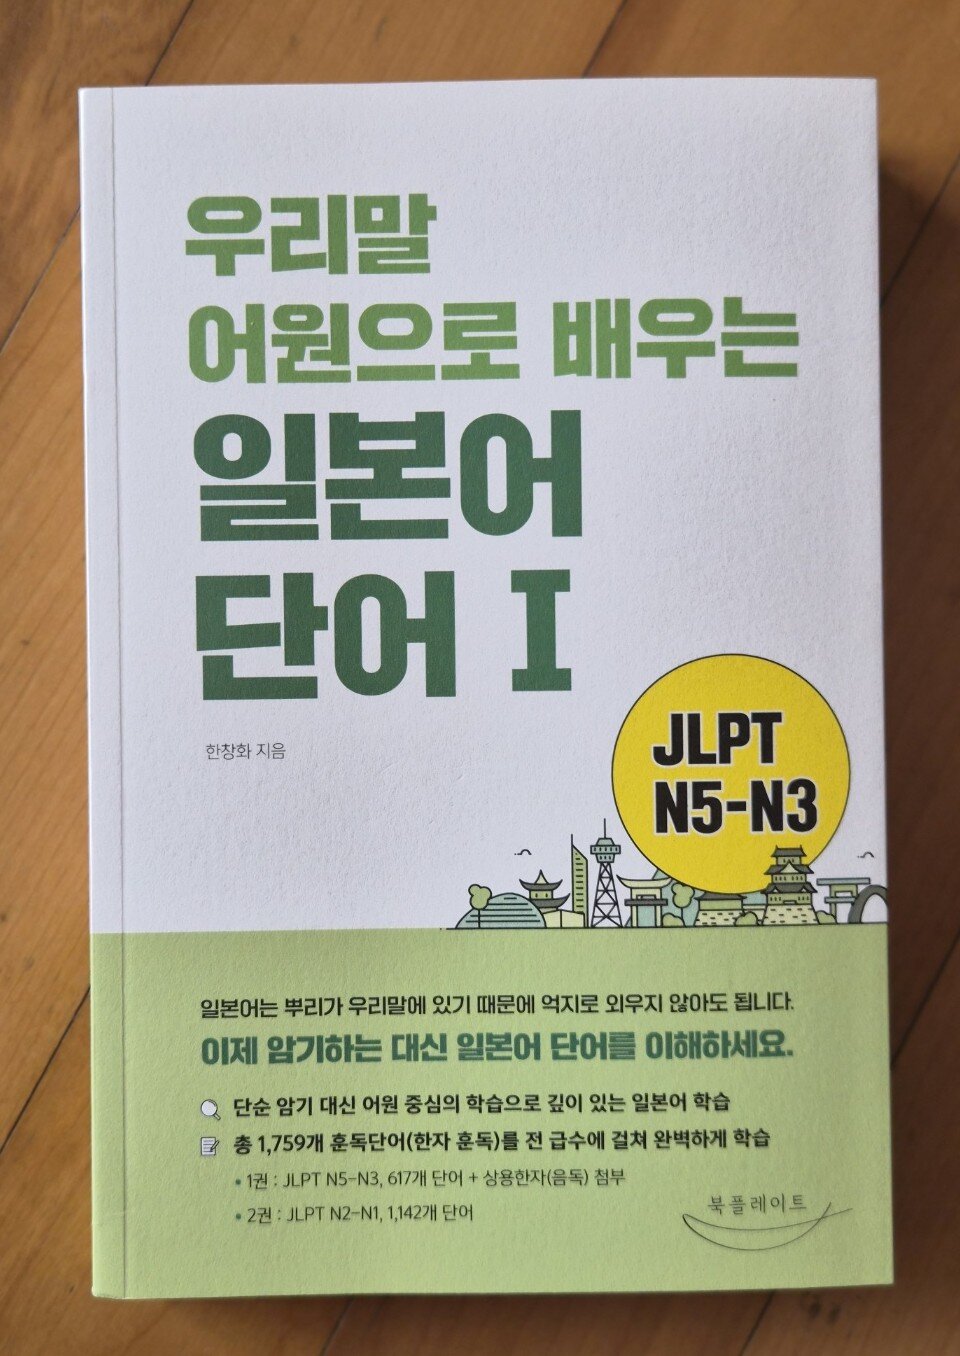 우리말
어원으로 배우는
일본어
단어 I
한창화 지음
JLPT
N5-N3
일본어는 뿌리가 우리말에 있기 때문에 억지로 외우지 않아도 됩니다.
이제 암기하는 대신 일본어 단어를 이해하세요.
단순 암기 대신 어원 중심의 학습으로 깊이 있는 일본어 학습
총 1,759개 훈독단어(한자 훈독)를 전 급수에 걸쳐 완벽하게 학습
• 1권 : JLPT N5-N3, 617개 단어 + 상용한자(음독) 첨부
• 2권 : JLPT N2-N1, 1,142개 단어
북플레이트